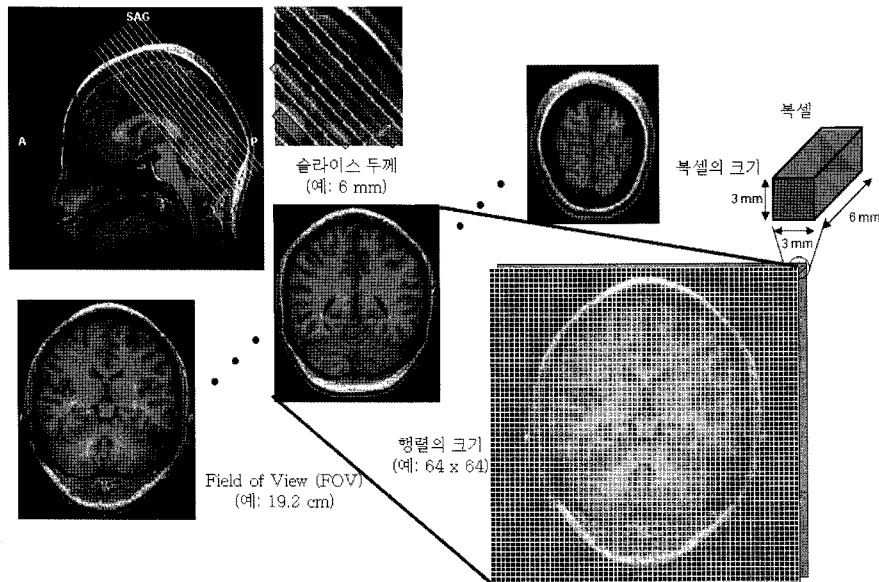 SAG
A
P
슬라이스 두께
(예: 6 mm)
복셀
복셀의 크기
3 mm
6 mm
3 mm
행렬의 크기
(예: 64 x 64)
Field of View (FOV)
(예: 19.2 cm)